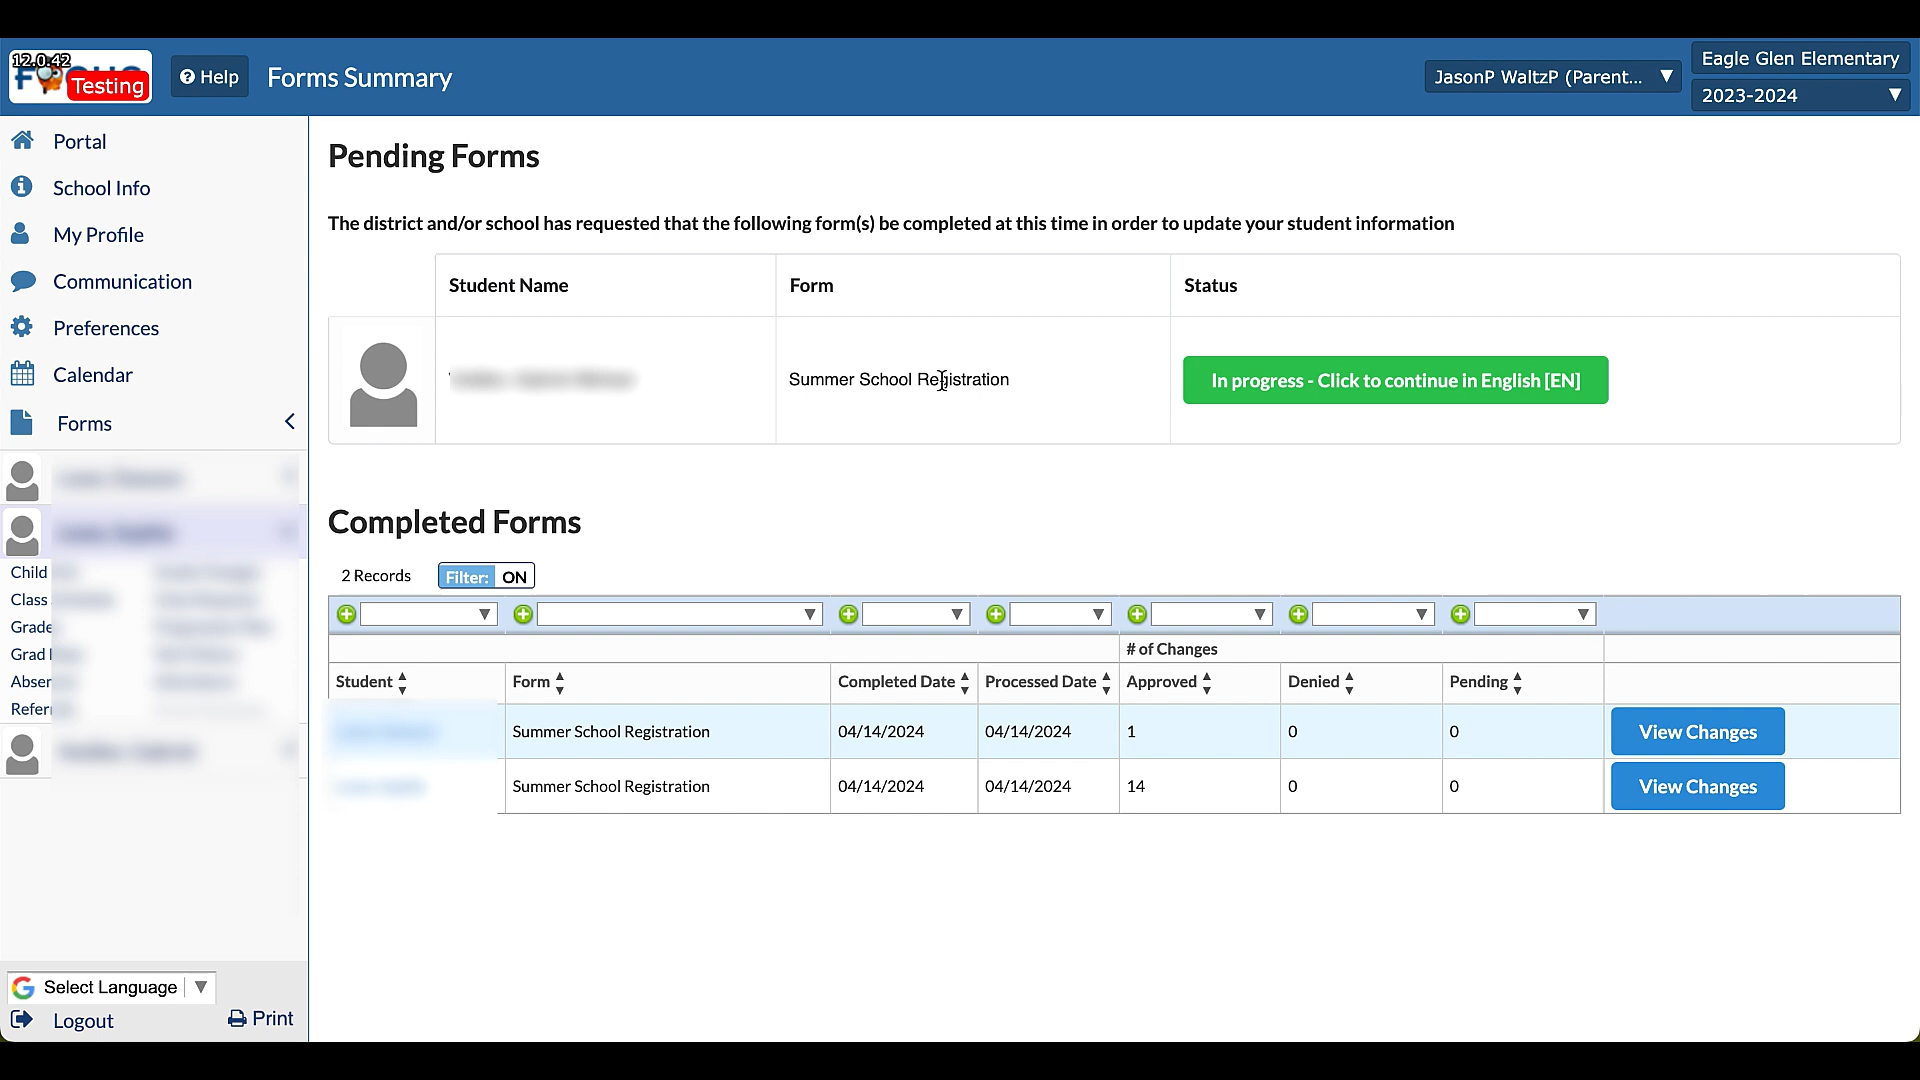 12.0.42
Testing
Help
Forms Summary
JasonP WaltzP (Parent...
Eagle Glen Elementary
2023-2024
Portal
School Info
My Profile
Communication
Preferences
Calendar
Forms
Child
Class
Grade
Grad
Absen
Refer
Select Language
Logout
Print
Pending Forms
The district and/or school has requested that the following form(s) be completed at this time in order to update your student information
Student Name Form Status
Summer School Registration In progress - Click to continue in English [EN]
Completed Forms
2 Records Filter: ON
# of Changes
Student Form Completed Date Processed Date Approved Denied Pending
Summer School Registration 04/14/2024 04/14/2024 1 0 0 View Changes
Summer School Registration 04/14/2024 04/14/2024 14 0 0 View Changes